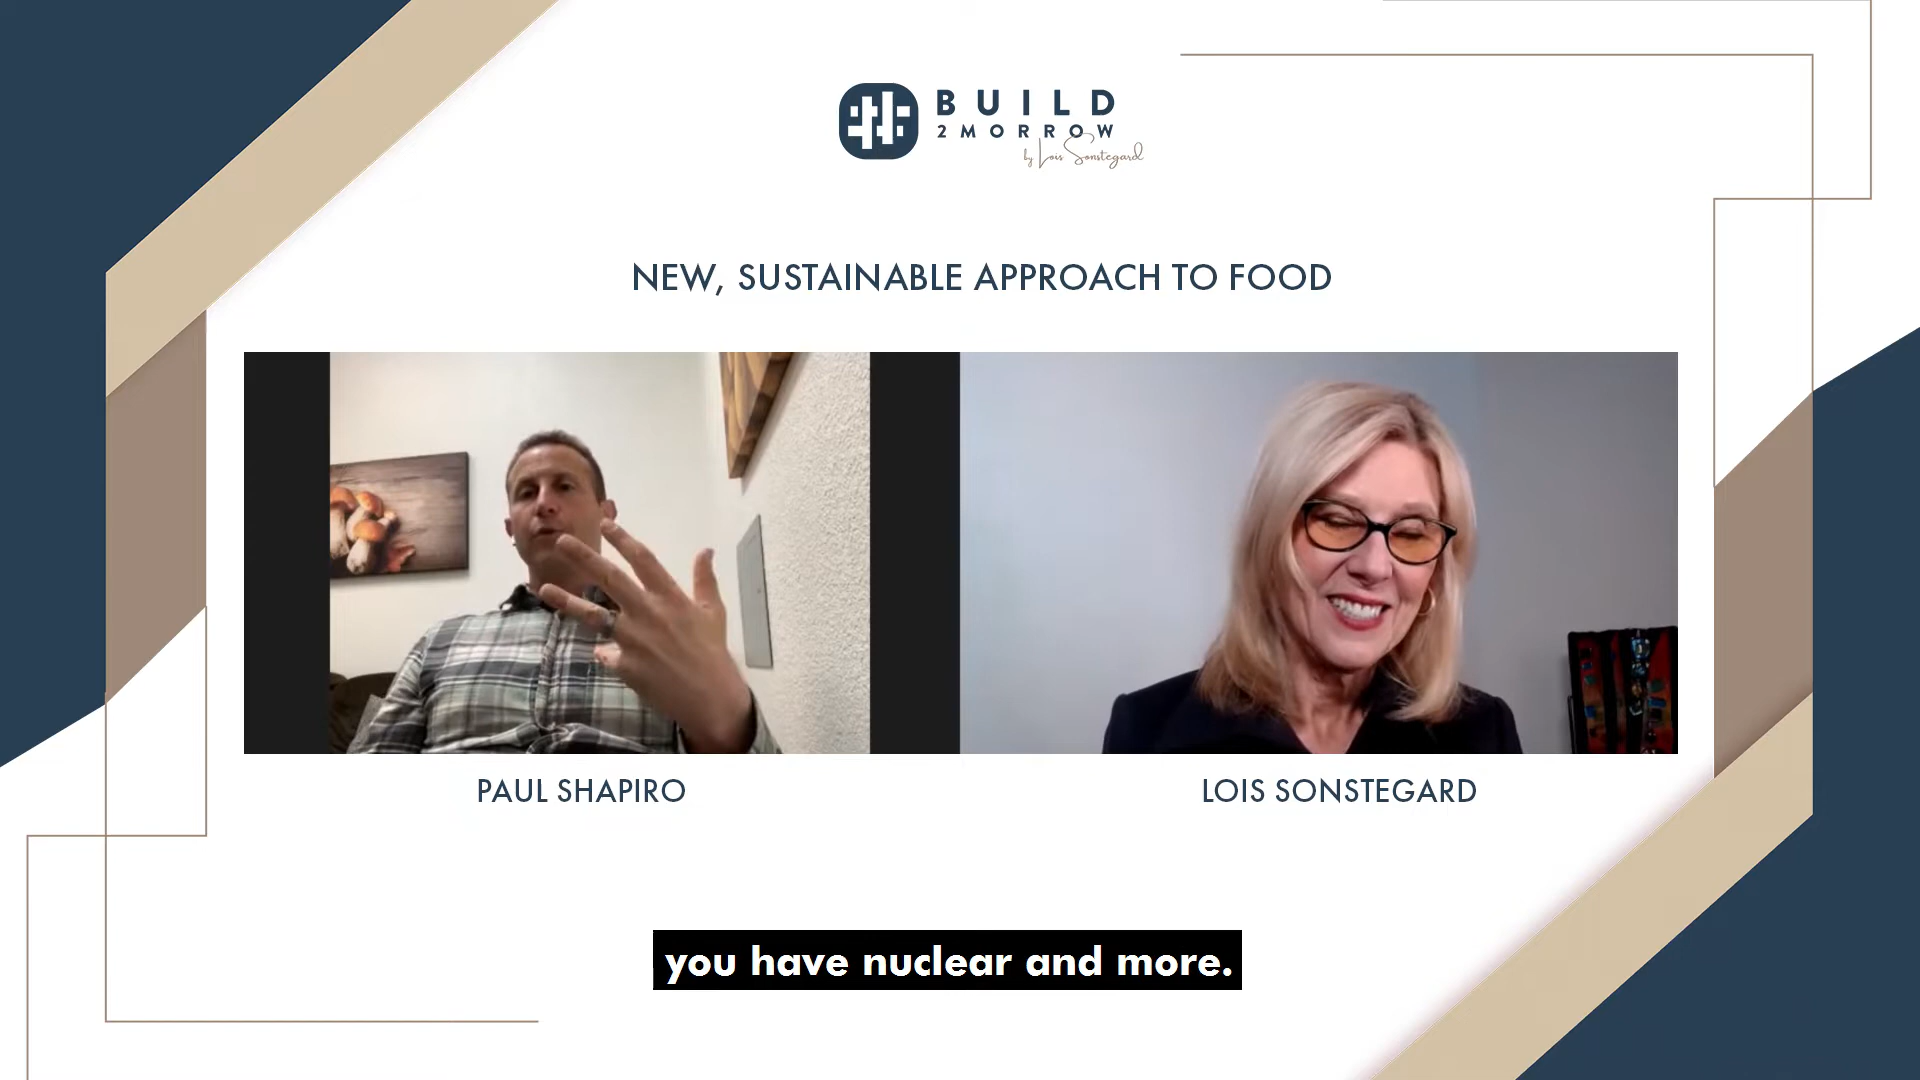 BUILD
2MORROW
by Lois Sonstegard
NEW, SUSTAINABLE APPROACH TO FOOD
PAUL SHAPIRO
LOIS SONSTEGARD
you have nuclear and more.